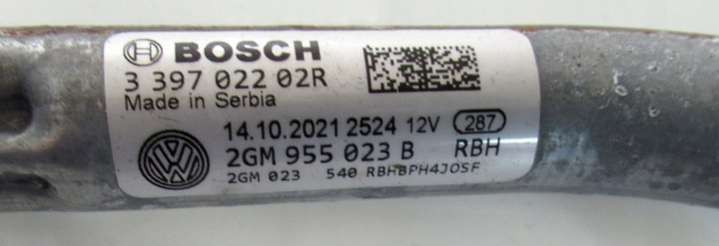 BOSCH
3 397 022 02R
Made in Serbia
14.10.2021 2524 12V 287
2GM 955 023 B RBH
2GM 023 540 RBHBPH4JOSF